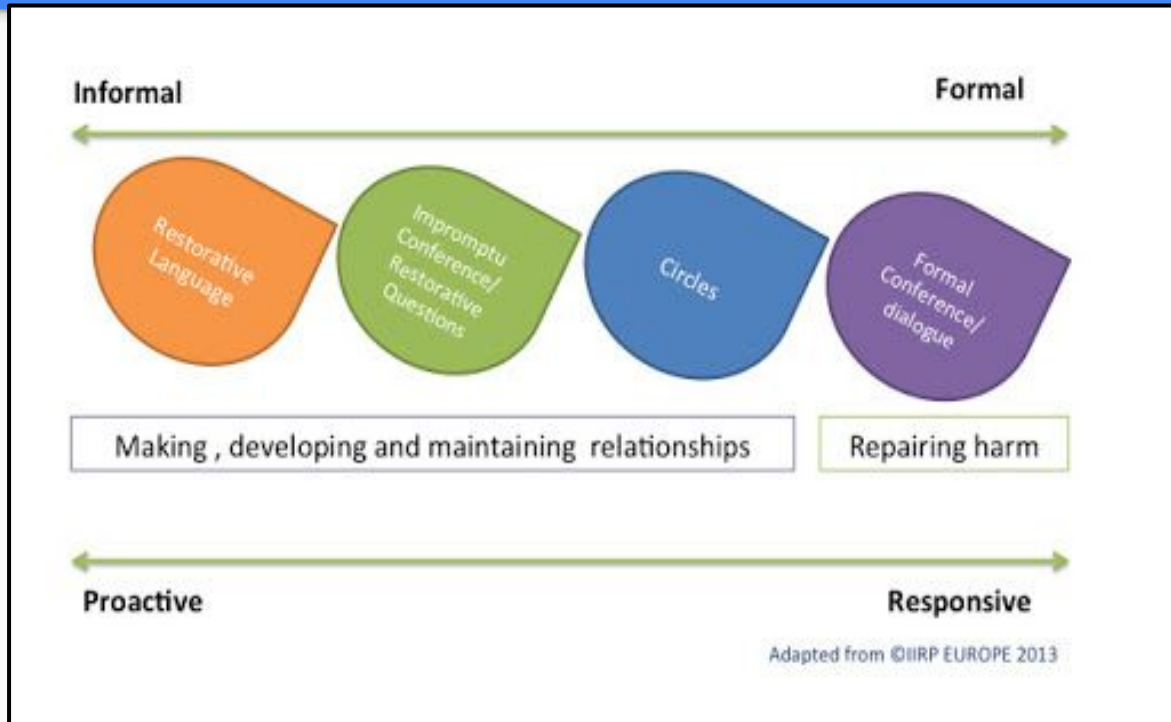 Informal
Formal
Restorative
Language
Impromptu
Conference/
Restorative
Questions
Circles
Formal
Conference/
dialogue
Making , developing and maintaining relationships
Repairing harm
Proactive
Responsive
Adapted from ©IIRP EUROPE 2013